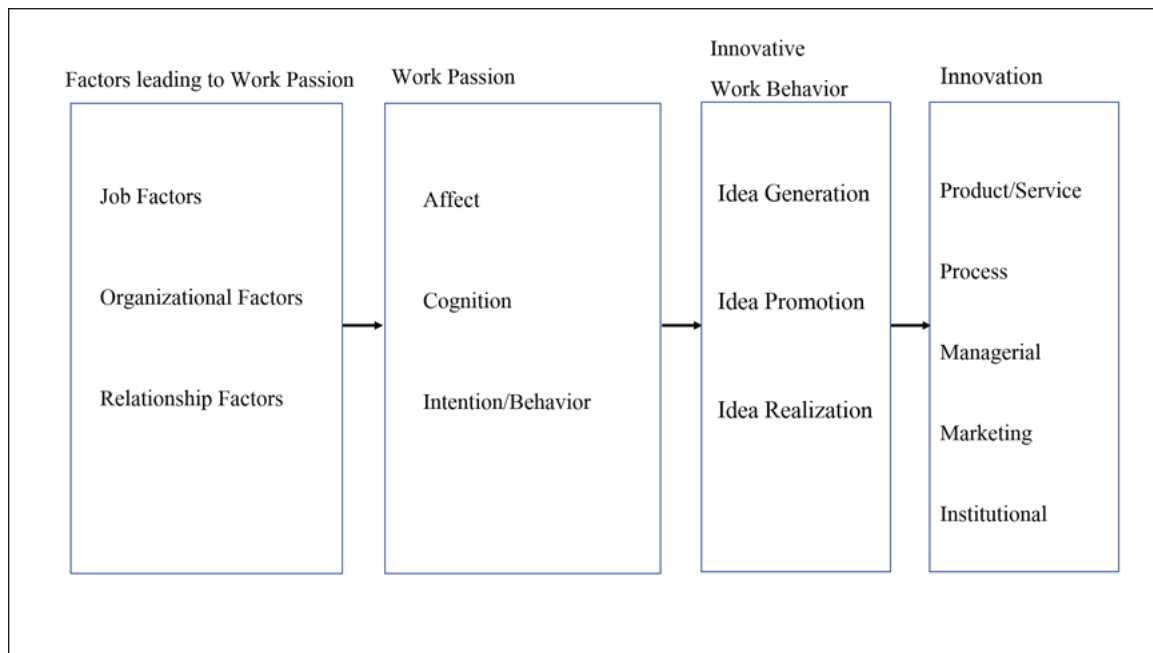 Factors leading to Work Passion
Job Factors
Organizational Factors
Relationship Factors
Work Passion
Affect
Cognition
Intention/Behavior
Innovative
Work Behavior
Idea Generation
Idea Promotion
Idea Realization
Innovation
Product/Service
Process
Managerial
Marketing
Institutional